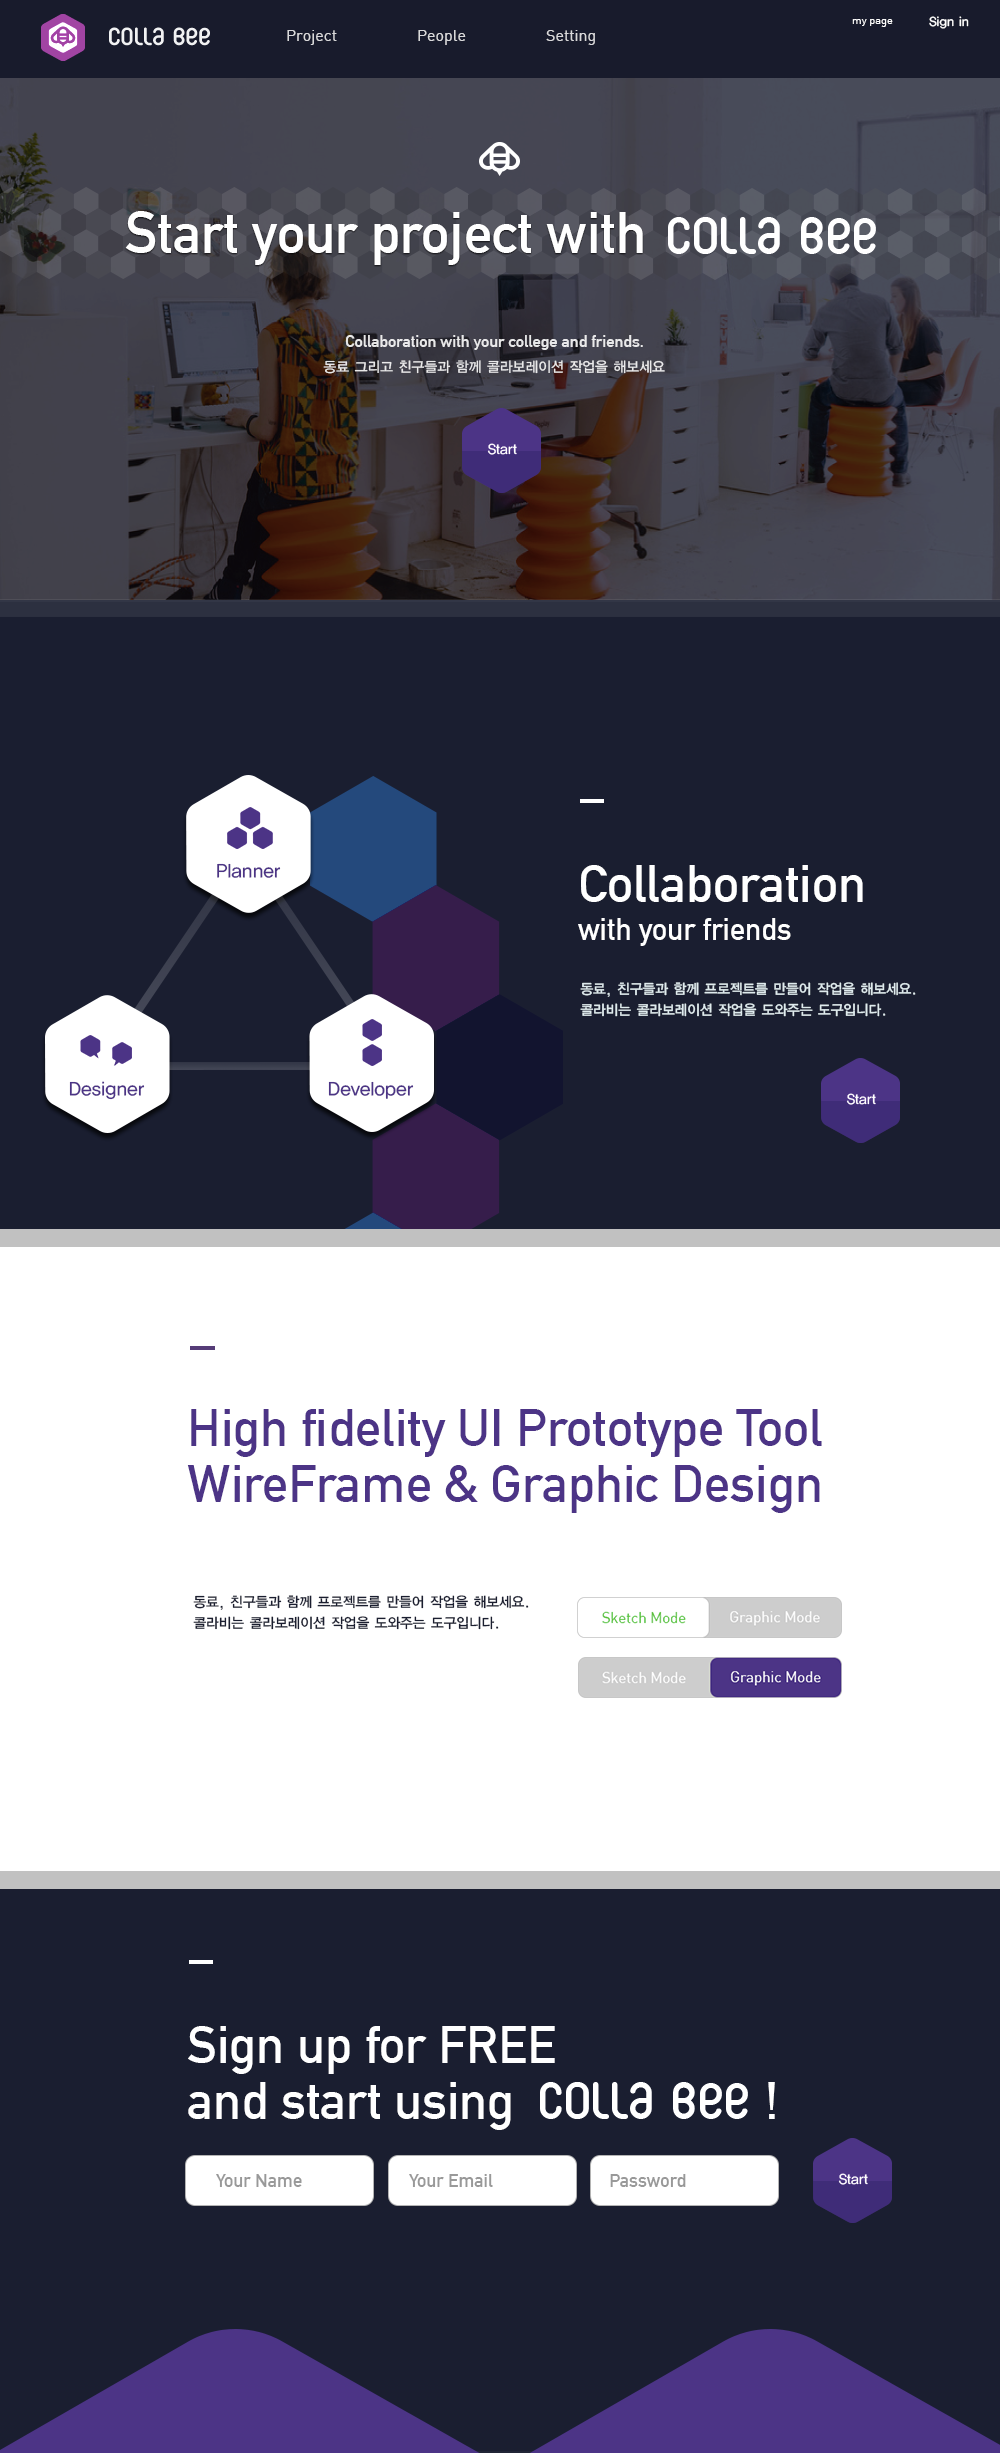 COLLA BEE
Project
People
Setting
my page
Sign in
Start your project with COLLA BEE
Collaboration with your college and friends.
동료 그리고 친구들과 함께 콜라보레이션 작업을 해보세요
Start
Planner
Designer
Developer
Collaboration
with your friends
동료, 친구들과 함께 프로젝트를 만들어 작업을 해보세요.
콜라비는 콜라보레이션 작업을 도와주는 도구입니다.
Start
High fidelity UI Prototype Tool
WireFrame & Graphic Design
동료, 친구들과 함께 프로젝트를 만들어 작업을 해보세요.
콜라비는 콜라보레이션 작업을 도와주는 도구입니다.
Sketch Mode
Graphic Mode
Sketch Mode
Graphic Mode
Sign up for FREE
and start using COLLA BEE !
Your Name
Your Email
Password
Start